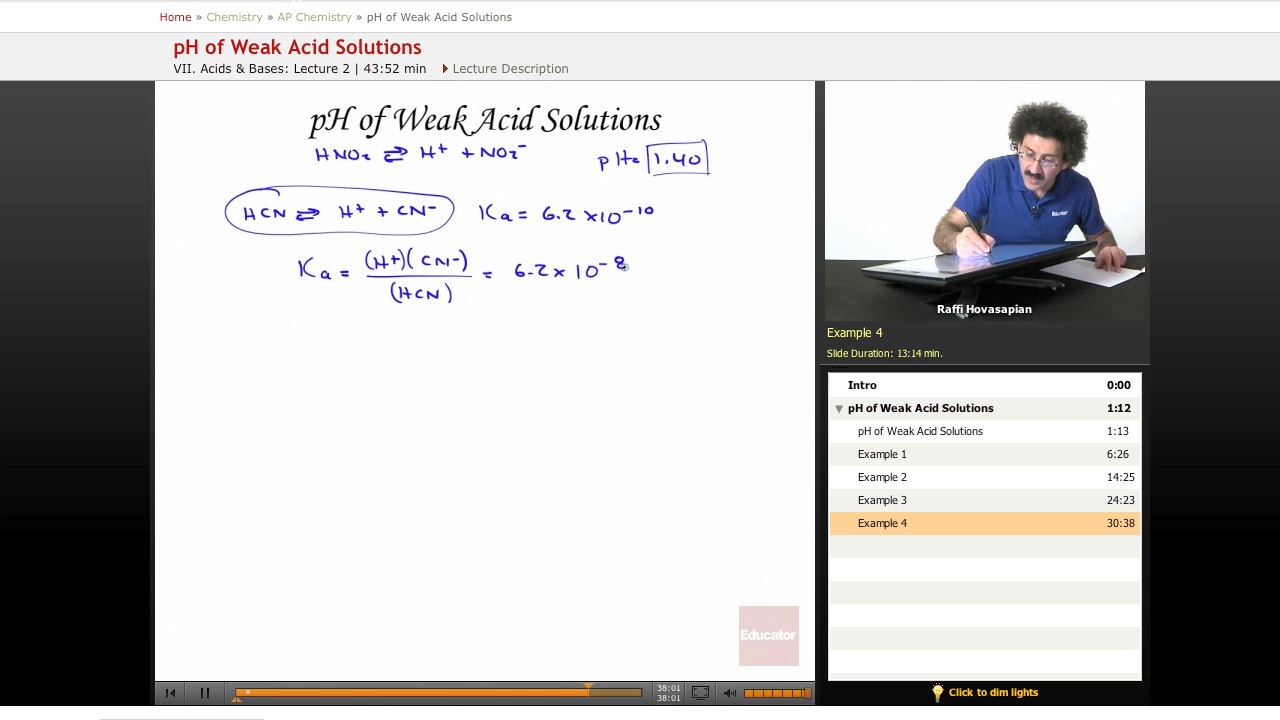 Home » Chemistry » AP Chemistry » pH of Weak Acid Solutions
pH of Weak Acid Solutions
VII. Acids & Bases: Lecture 2 | 43:52 min Lecture Description
pH of Weak Acid Solutions
HNO₂ ⇌ H⁺ + NO₂⁻ pH = 1.40
HCN ⇌ H⁺ + CN⁻ Ka = 6.2 × 10⁻¹⁰
Ka = (H+)(CN-) / (HCN) = 6.2 × 10⁻⁸
Educator
Educator
Raffi Hovasapian
Example 4
Slide Duration: 13:14 min.
Intro 0:00
pH of Weak Acid Solutions 1:12
pH of Weak Acid Solutions 1:13
Example 1 6:26
Example 2 14:25
Example 3 24:23
Example 4 30:38
38:01
38:01
Click to dim lights